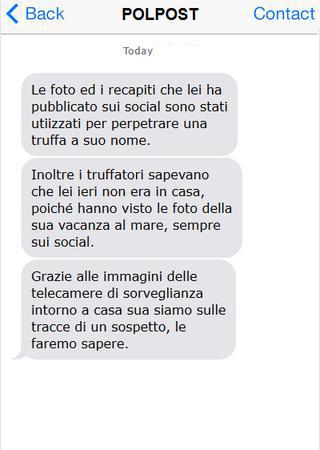 Back POLPOST Contact
Today
Le foto ed i recapiti che lei ha
pubblicato sui social sono stati
utiizzati per perpetrare una
truffa a suo nome.
Inoltre i truffatori sapevano
che lei ieri non era in casa,
poiché hanno visto le foto della
sua vacanza al mare, sempre
sui social.
Grazie alle immagini delle
telecamere di sorveglianza
intorno a casa sua siamo sulle
tracce di un sospetto, le
faremo sapere.